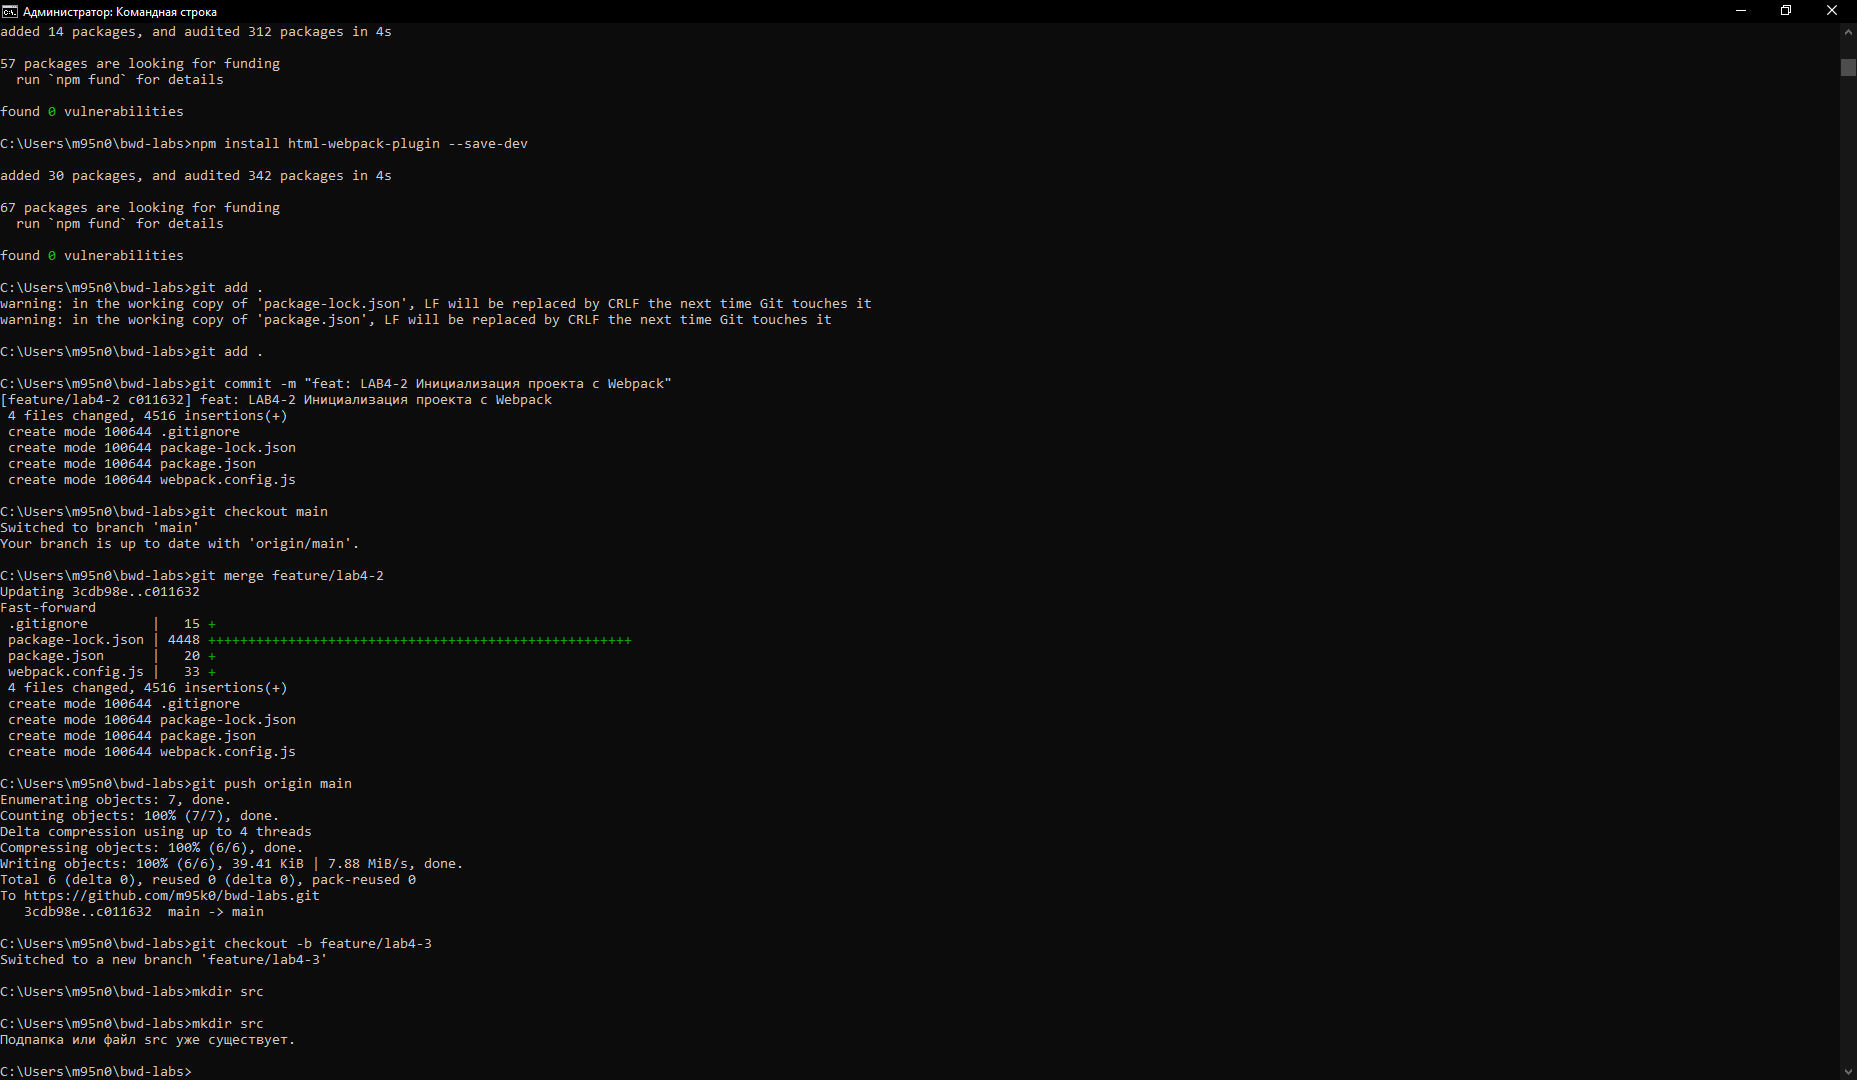 Администратор: Командная строка
added 14 packages, and audited 312 packages in 4s
57 packages are looking for funding
run `npm fund` for details
found 0 vulnerabilities
C:\Users\m95n0\bwd-labs>npm install html-webpack-plugin --save-dev
added 30 packages, and audited 342 packages in 4s
67 packages are looking for funding
run `npm fund` for details
found 0 vulnerabilities
C:\Users\m95n0\bwd-labs>git add .
warning: in the working copy of 'package-lock.json', LF will be replaced by CRLF the next time Git touches it
warning: in the working copy of 'package.json', LF will be replaced by CRLF the next time Git touches it
C:\Users\m95n0\bwd-labs>git add .
C:\Users\m95n0\bwd-labs>git commit -m "feat: LAB4-2 Инициализация проекта с Webpack"
[feature/lab4-2 c011632] feat: LAB4-2 Инициализация проекта с Webpack
4 files changed, 4516 insertions(+)
create mode 100644 .gitignore
create mode 100644 package-lock.json
create mode 100644 package.json
create mode 100644 webpack.config.js
C:\Users\m95n0\bwd-labs>git checkout main
Switched to branch 'main'
Your branch is up to date with 'origin/main'.
C:\Users\m95n0\bwd-labs>git merge feature/lab4-2
Updating 3cdb98e..c011632
Fast-forward
.gitignore | 15 +
package-lock.json | 4448 +++++++++++++++++++++++++++++++++++++++++++++++++++++
package.json | 20 +
webpack.config.js | 33 +
4 files changed, 4516 insertions(+)
create mode 100644 .gitignore
create mode 100644 package-lock.json
create mode 100644 package.json
create mode 100644 webpack.config.js
C:\Users\m95n0\bwd-labs>git push origin main
Enumerating objects: 7, done.
Counting objects: 100% (7/7), done.
Delta compression using up to 4 threads
Compressing objects: 100% (6/6), done.
Writing objects: 100% (6/6), 39.41 KiB | 7.88 MiB/s, done.
Total 6 (delta 0), reused 0 (delta 0), pack-reused 0
To https://github.com/m95k0/bwd-labs.git
3cdb98e..c011632  main -> main
C:\Users\m95n0\bwd-labs>git checkout -b feature/lab4-3
Switched to a new branch 'feature/lab4-3'
C:\Users\m95n0\bwd-labs>mkdir src
C:\Users\m95n0\bwd-labs>mkdir src
Подпапка или файл src уже существует.
C:\Users\m95n0\bwd-labs>